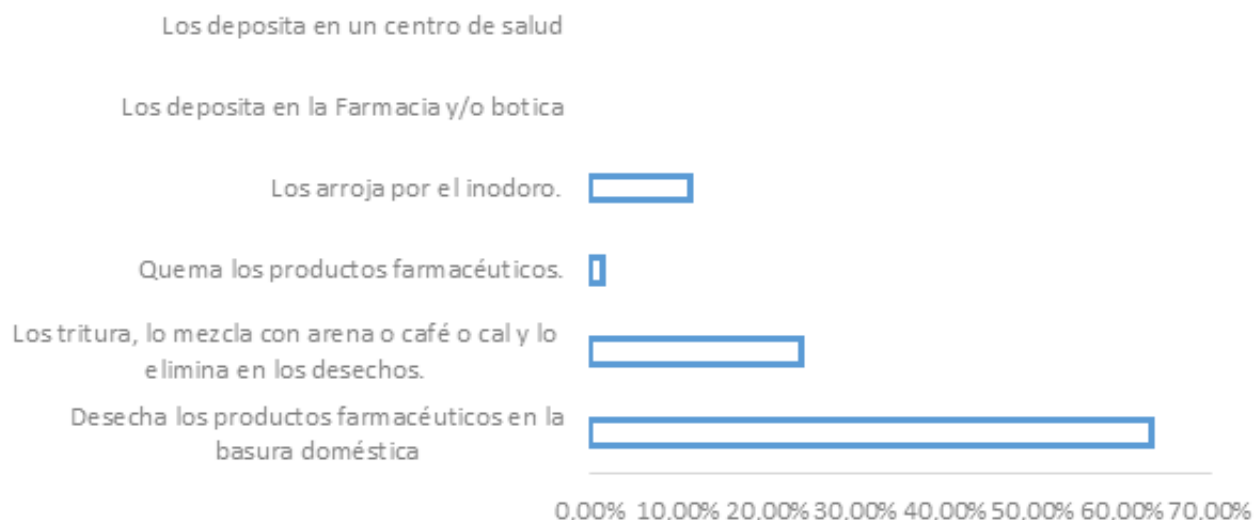 Los deposita en un centro de salud
Los deposita en la Farmacia y/o botica
Los arroja por el inodoro.
Quema los productos farmacéuticos.
Los tritura, lo mezcla con arena o café o cal y lo
elimina en los desechos.
Desecha los productos farmacéuticos en la
basura doméstica
0,00% 10,00% 20,00% 30,00% 40,00% 50,00% 60,00% 70,00%